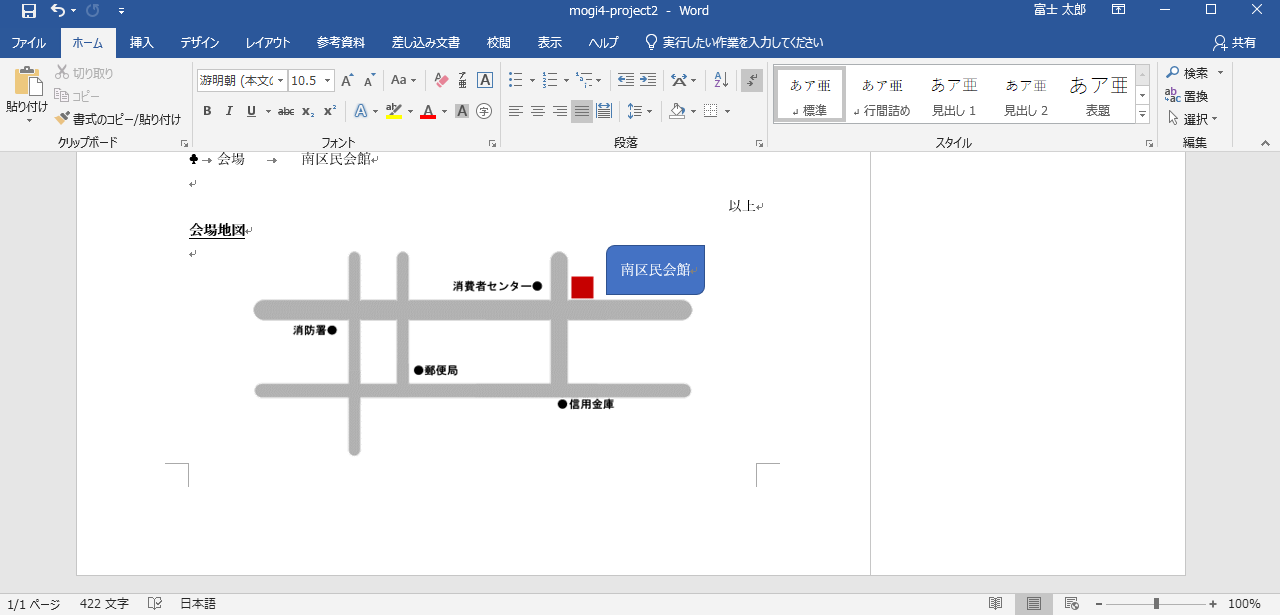 mogi4-project2 - Word
富士 太郎
ファイル ホーム 挿入 デザイン レイアウト 参考資料 差し込み文書 校閲 表示 ヘルプ 実行したい作業を入力してください 共有
貼り付け
切り取り
コピー
書式のコピー/貼り付け
クリップボード
游明朝 (本文の
10.5
フォント
段落
あア亜 標準
あア亜 行間詰め
あア亜 見出し 1
あア亜 見出し 2
あア亜 表題
スタイル
検索
置換
選択
編集
会場 南区民会館
以上
会場地図
南区民会館
消費者センター●
消防署●
●郵便局
●信用金庫
1/1 ページ 422 文字 日本語 100%